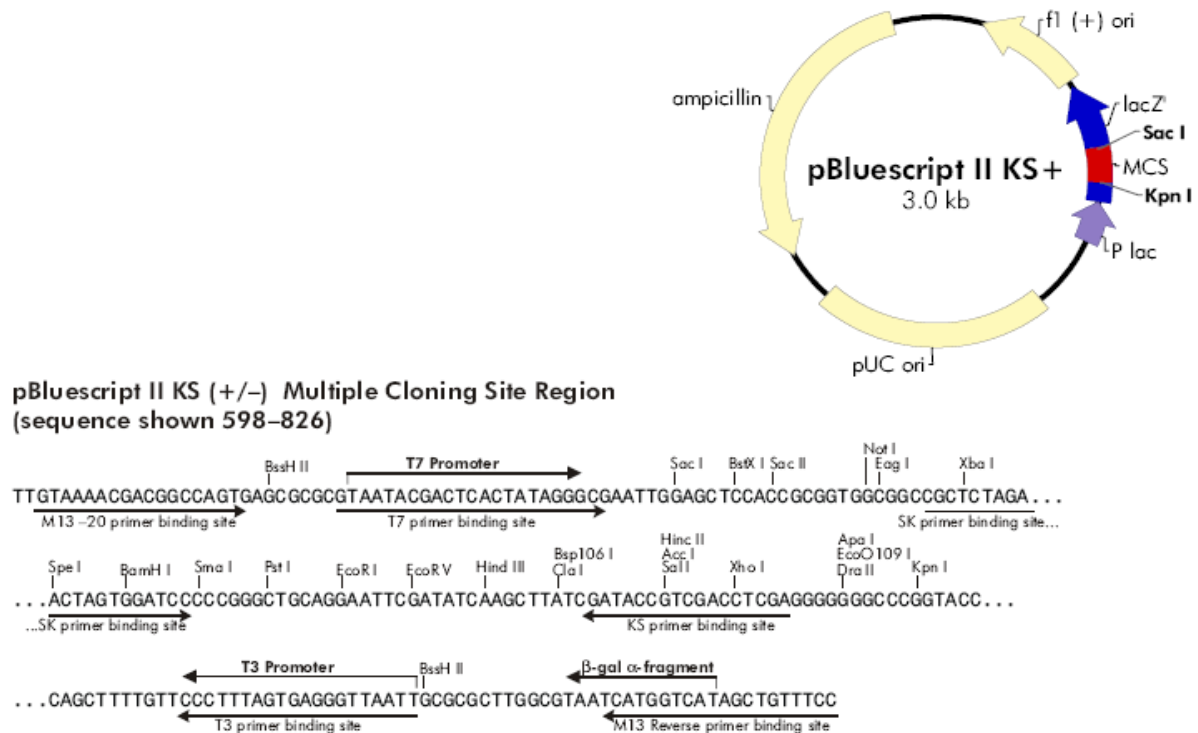 f1 (+) ori
ampicillin
lacZ'
Sac I
pBluescript II KS+
MCS
3.0 kb
Kpn I
P lac
pUC ori
pBluescript II KS (+/–) Multiple Cloning Site Region
(sequence shown 598–826)
BssH II T7 Promoter Sac I BstX I Sac II Not I Eag I Xba I
TTGTAAAACGACGGCCAGTGAGCGCGCGTAATACGACTCACTATAGGGCGAATTGGAGCTCCACCGCGGTGGCGGCCGCTCTAGA...
M13 –20 primer binding site T7 primer binding site SK primer binding site...
Hinc II Apa I
Bsp106 I Acc I EcoO109 I
Spe I BamH I Sma I Pst I EcoR I EcoR V Hind III Cla I Sal I Xho I Dra II Kpn I
...ACTAGTGGATCCCCCGGGCTGCAGGAATTCGATATCAAGCTTATCGATACCGTCGACCTCGAGGGGGGGCCCGGTACC...
...SK primer binding site KS primer binding site
T3 Promoter BssH II β-gal α-fragment
...CAGCTTTTGTTCCCTTTAGTGAGGGTTAATTGCGCGCTTGGCGTAATCATGGTCATAGCTGTTTCC
T3 primer binding site M13 Reverse primer binding site